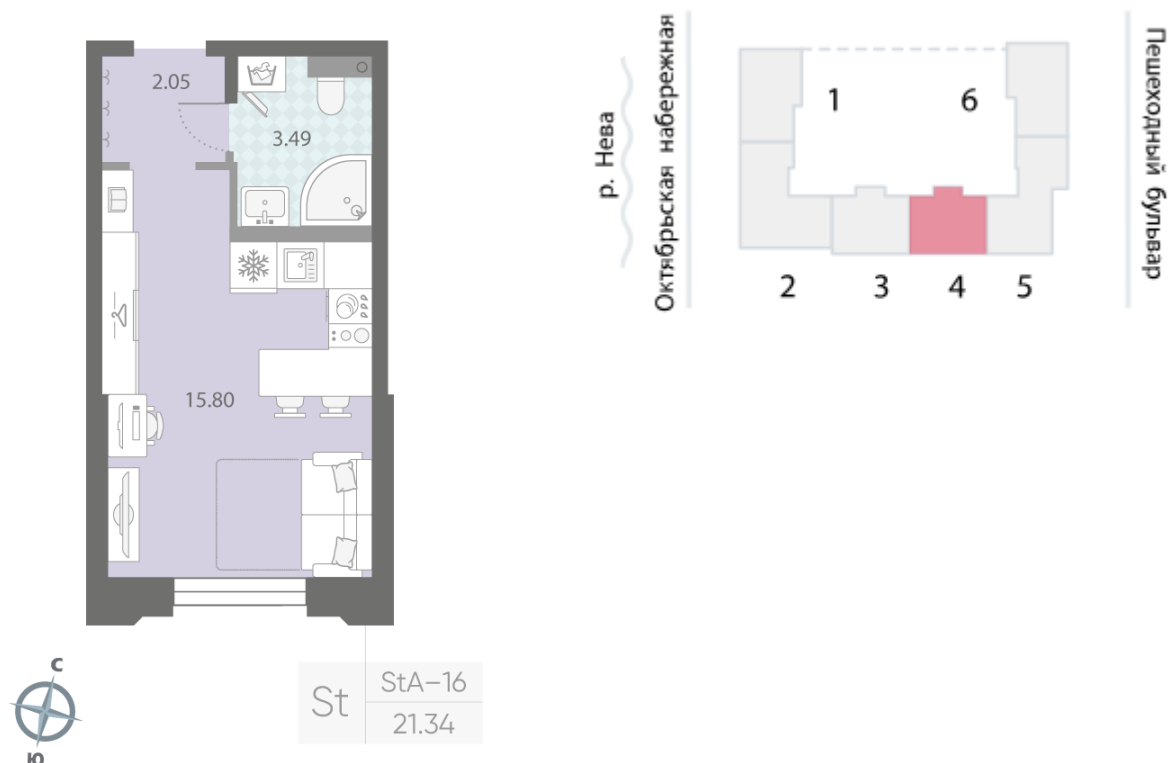 2.05
3.49
15.80
с
ю
St
StA–16
21.34
р. Нева
Октябрьская набережная
1
6
2
3
4
5
Пешеходный бульвар